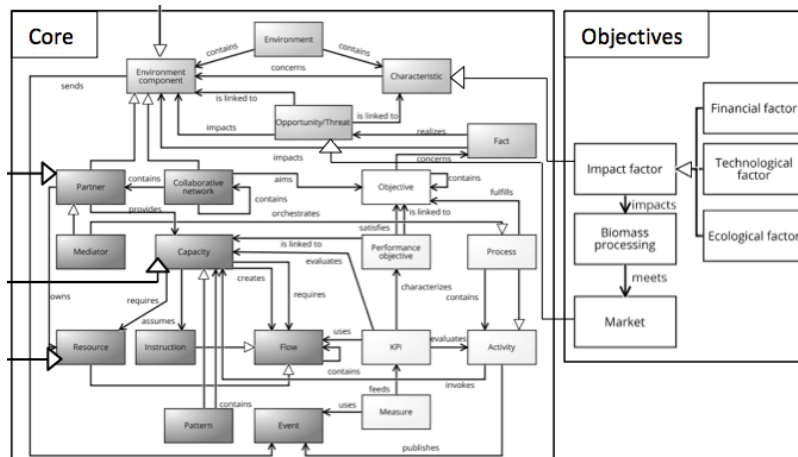 Core
Objectives
Environment
contains
contains
Environment
component
concerns
Characteristic
sends
is linked to
Opportunity/Threat
is linked to
impacts
realizes
Fact
impacts
concerns
Partner
contains
Collaborative
network
aims
Objective
contains
contains
fulfills
provides
orchestrates
is linked to
satisfies
Mediator
Capacity
is linked to
Performance
objective
Process
evaluates
creates
owns
requires
requires
characterizes
contains
assumes
Resource
Instruction
Flow
uses
KPI
evaluates
Activity
contains
invokes
feeds
contains
Pattern
Event
uses
Measure
publishes
Financial factor
Impact factor
Technological
factor
impacts
Biomass
processing
Ecological factor
meets
Market